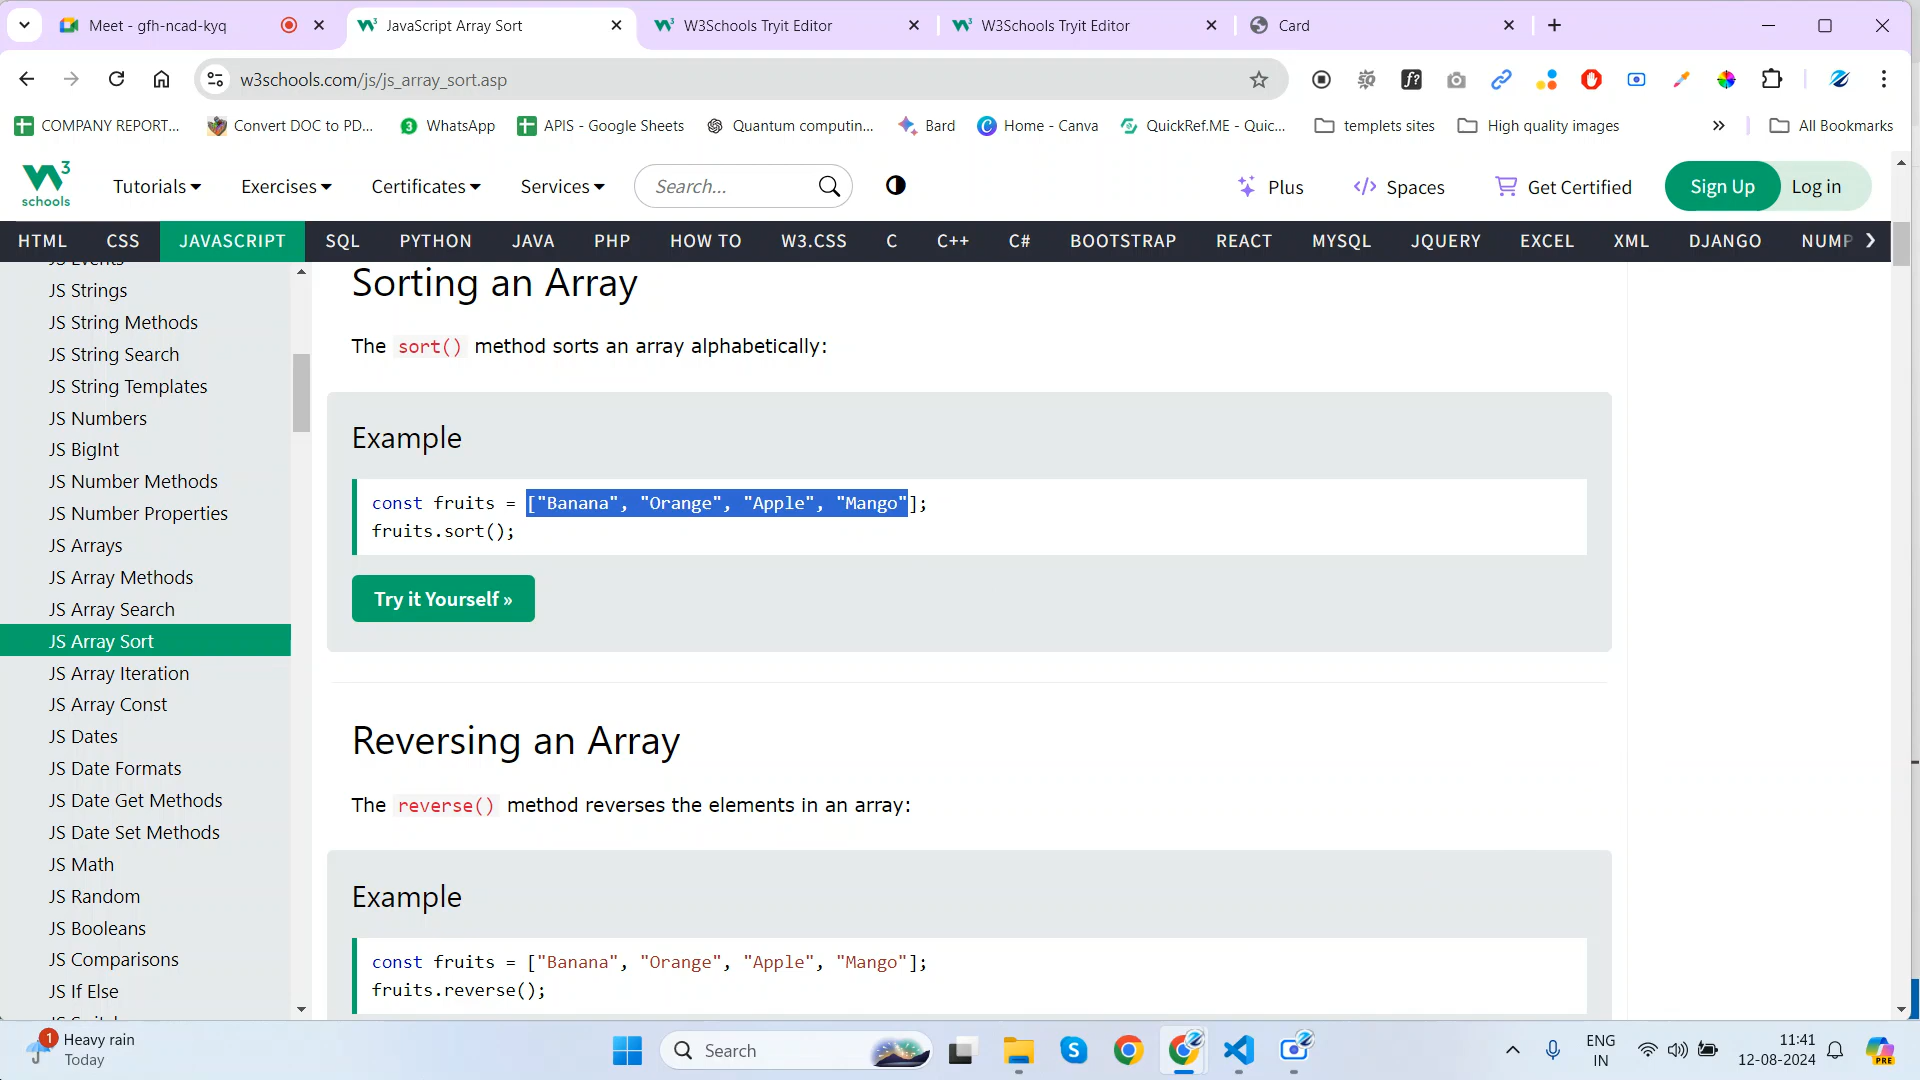 Meet - gfh-ncad-kyq
JavaScript Array Sort
W3Schools Tryit Editor
W3Schools Tryit Editor
Card
w3schools.com/js/js_array_sort.asp
COMPANY REPORT...
Convert DOC to PD...
WhatsApp
APIS - Google Sheets
Quantum computin...
Bard
Home - Canva
QuickRef.ME - Quic...
templets sites
High quality images
All Bookmarks
schools
Tutorials
Exercises
Certificates
Services
Search...
Plus
Spaces
Get Certified
Sign Up
Log in
HTML
CSS
JAVASCRIPT
SQL
PYTHON
JAVA
PHP
HOW TO
W3.CSS
C
C++
C#
BOOTSTRAP
REACT
MYSQL
JQUERY
EXCEL
XML
DJANGO
NUMP
JS Events
JS Strings
JS String Methods
JS String Search
JS String Templates
JS Numbers
JS BigInt
JS Number Methods
JS Number Properties
JS Arrays
JS Array Methods
JS Array Search
JS Array Sort
JS Array Iteration
JS Array Const
JS Dates
JS Date Formats
JS Date Get Methods
JS Date Set Methods
JS Math
JS Random
JS Booleans
JS Comparisons
JS If Else
Sorting an Array
The sort() method sorts an array alphabetically:
Example
const fruits = ["Banana", "Orange", "Apple", "Mango"];
fruits.sort();
Try it Yourself »
Reversing an Array
The reverse() method reverses the elements in an array:
Example
const fruits = ["Banana", "Orange", "Apple", "Mango"];
fruits.reverse();
1
Heavy rain
Today
Search
ENG
IN
11:41
12-08-2024
PRE